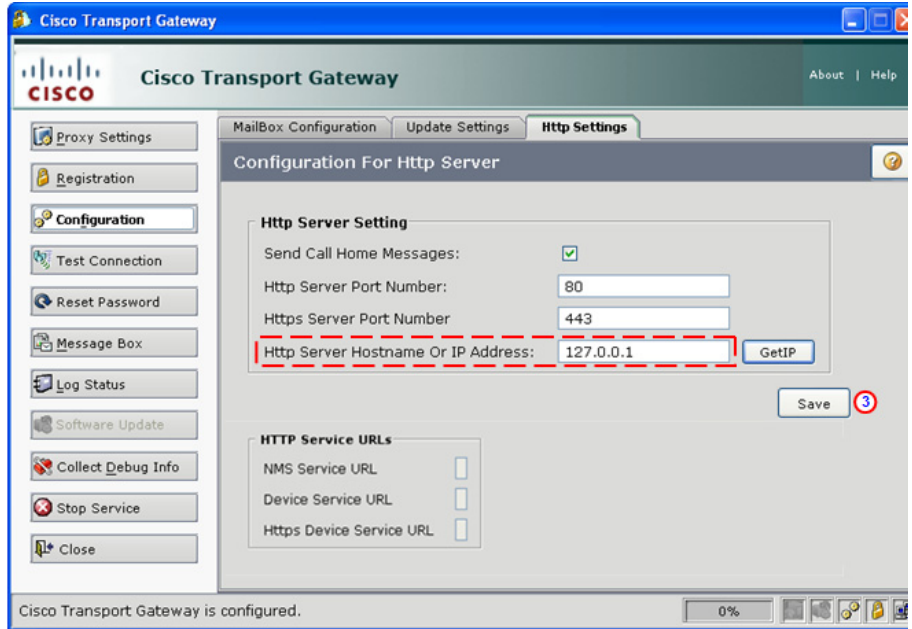 Cisco Transport Gateway
CISCO
Cisco Transport Gateway
About | Help
Proxy Settings
Registration
Configuration
Test Connection
Reset Password
Message Box
Log Status
Software Update
Collect Debug Info
Stop Service
Close
MailBox Configuration
Update Settings
Http Settings
Configuration For Http Server
Http Server Setting
Send Call Home Messages:
Http Server Port Number: 80
Https Server Port Number 443
Http Server Hostname Or IP Address: 127.0.0.1 GetIP
Save 3
HTTP Service URLs
NMS Service URL
Device Service URL
Https Device Service URL
Cisco Transport Gateway is configured. 0%